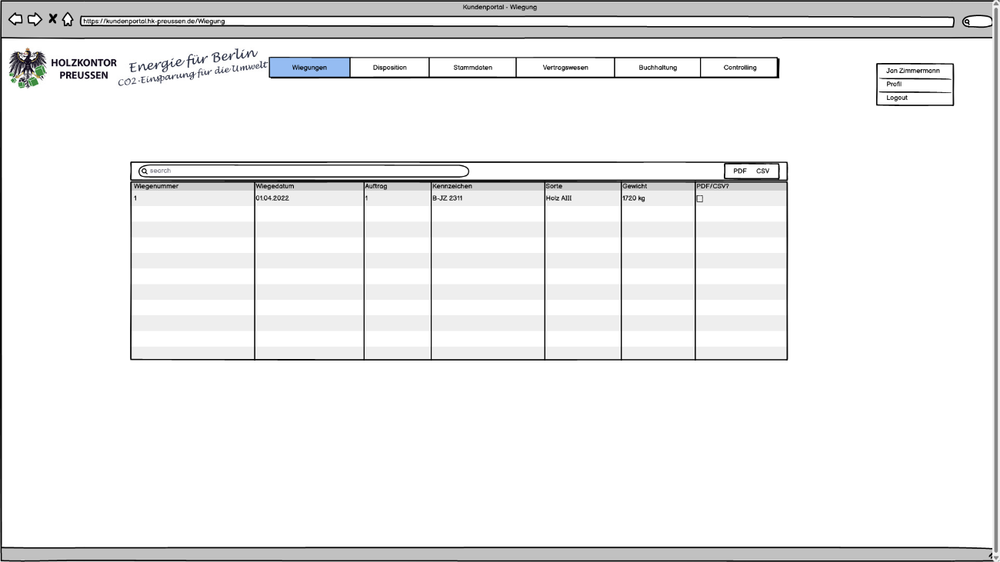 Kundenportal - Wiegung
https://kundenportal.hk-preussen.de/Wiegung
HOLZKONTOR
PREUSSEN
Energie für Berlin
CO2-Einsparung für die Umwelt
Wiegungen Disposition Stammdaten Vertragswesen Buchhaltung Controlling
Jan Zimmermann
Profil
Logout
search PDF CSV
Wiegenummer Wiegedatum Auftrag Kennzeichen Sorte Gewicht PDF/CSV?
1 01.04.2022 1 B-JZ 2311 Holz AIII 1720 kg